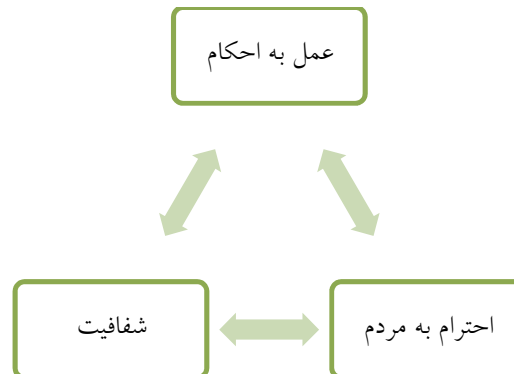 عمل به احکام
احترام به مردم
شفافیت